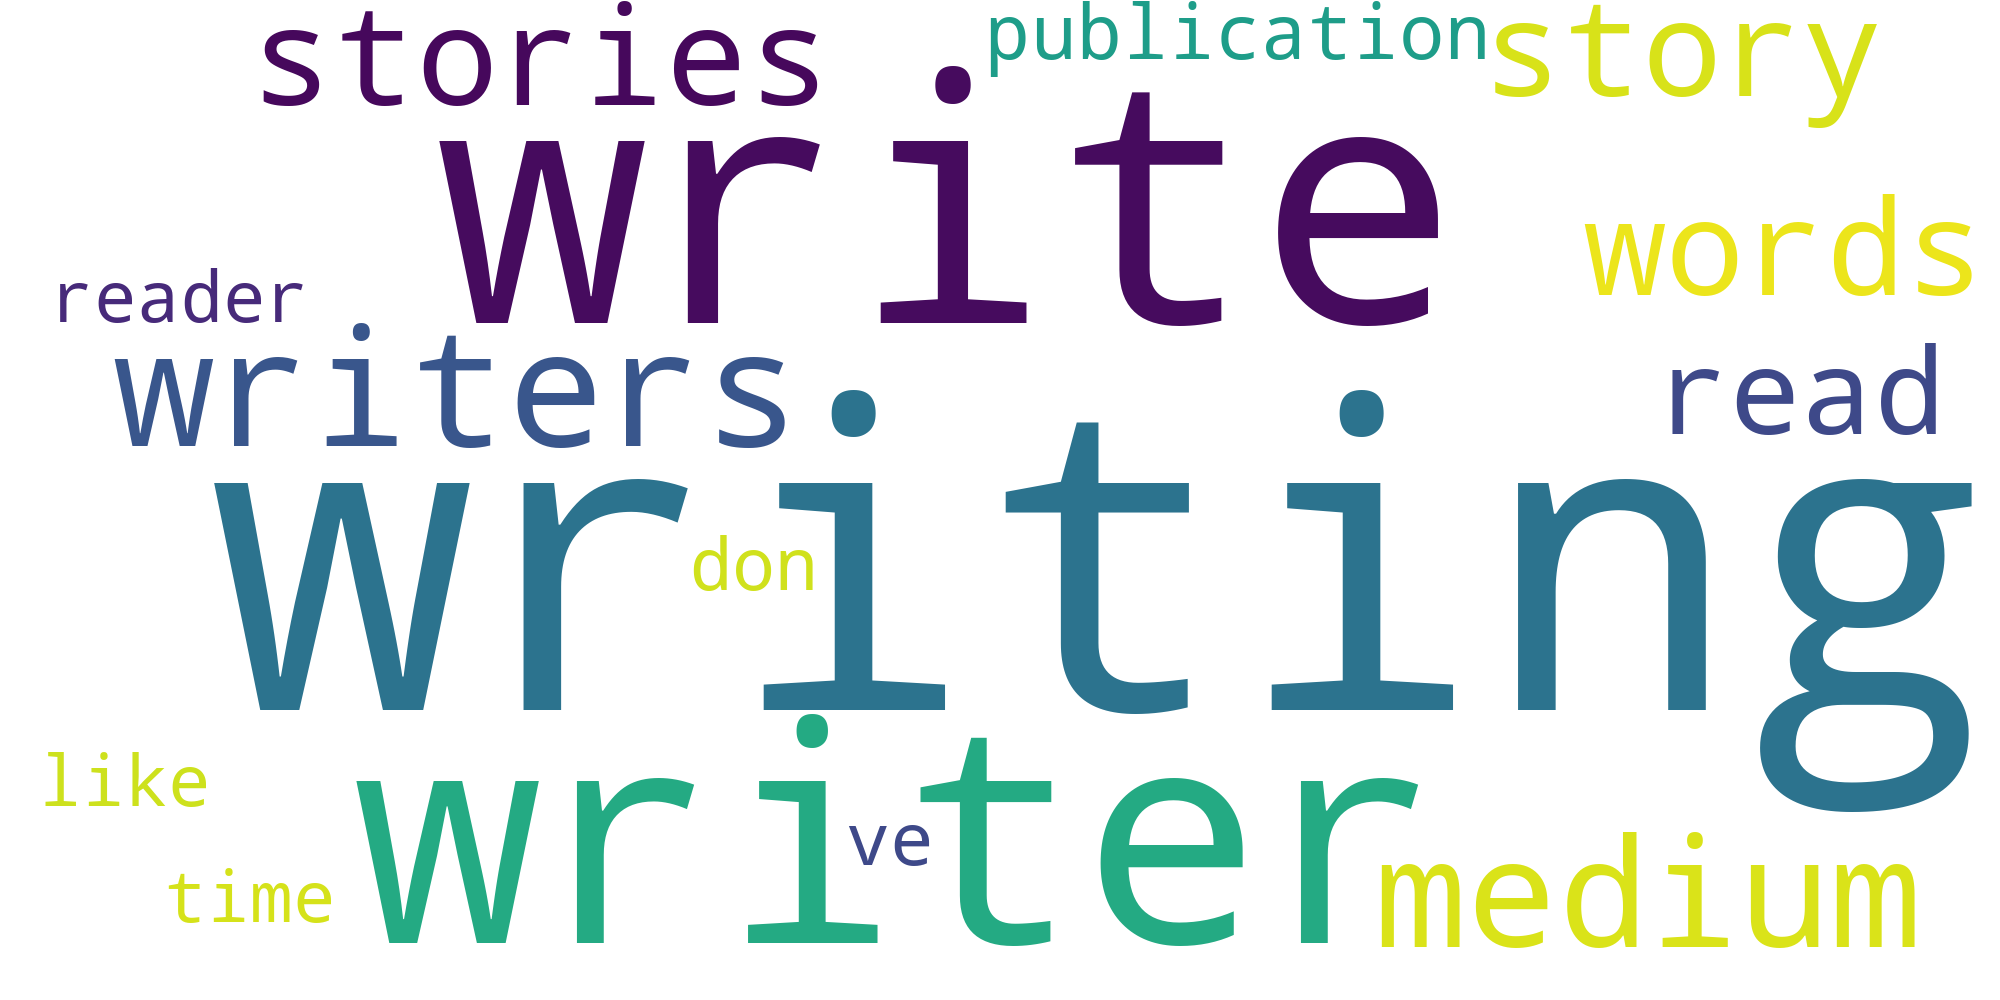 stories
publication
story
write
words
reader
writers
read
writing
don
like
writer
ve
time
medium